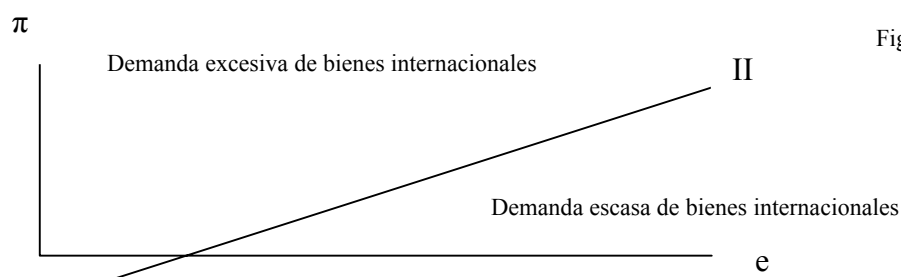 π
Fig
Demanda excesiva de bienes internacionales
II
Demanda escasa de bienes internacionales
e